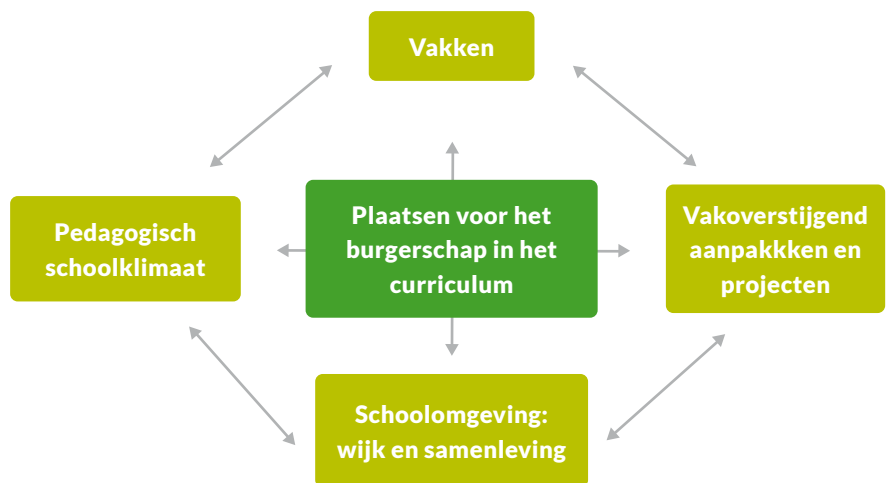 Vakken
Pedagogisch
schoolklimaat
Plaatsen voor het
burgerschap in het
curriculum
Vakoverstijgend
aanpakkken en
projecten
Schoolomgeving:
wijk en samenleving